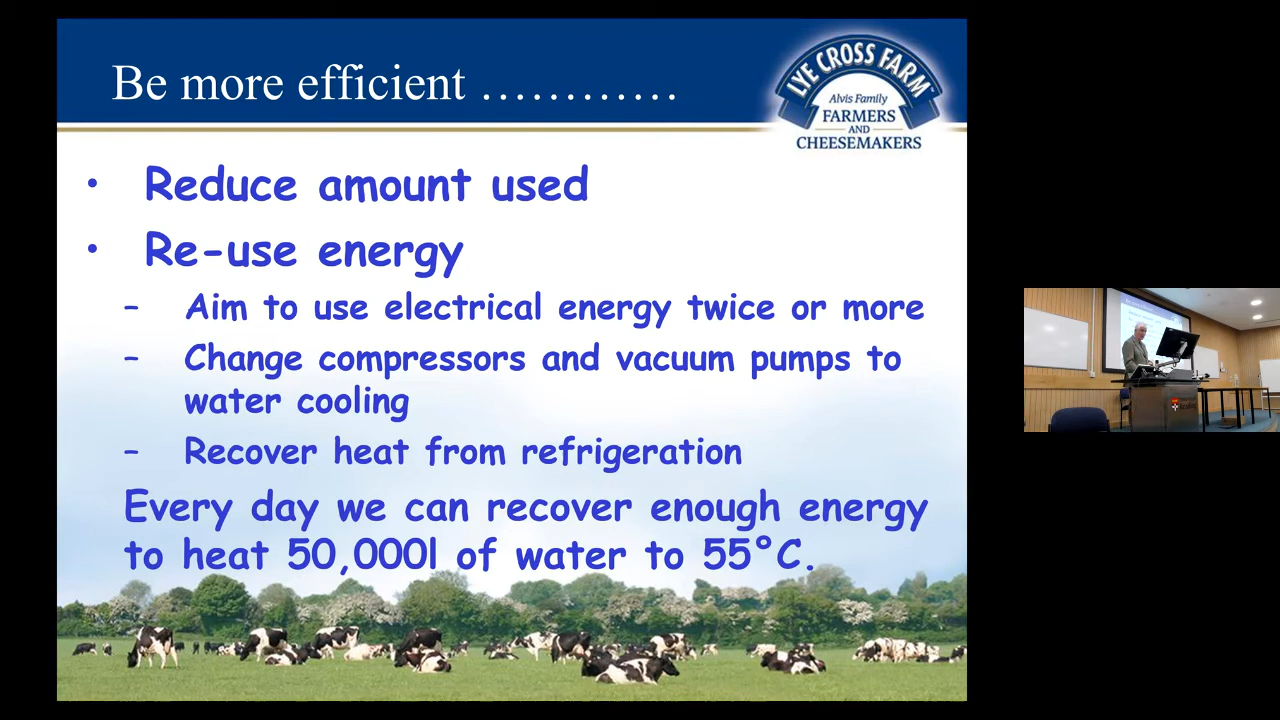 Be more efficient …………
LYE CROSS FARM
Alvis Family
FARMERS
AND
CHEESEMAKERS
• Reduce amount used
• Re-use energy
– Aim to use electrical energy twice or more
– Change compressors and vacuum pumps to
water cooling
– Recover heat from refrigeration
Every day we can recover enough energy
to heat 50,000l of water to 55°C.